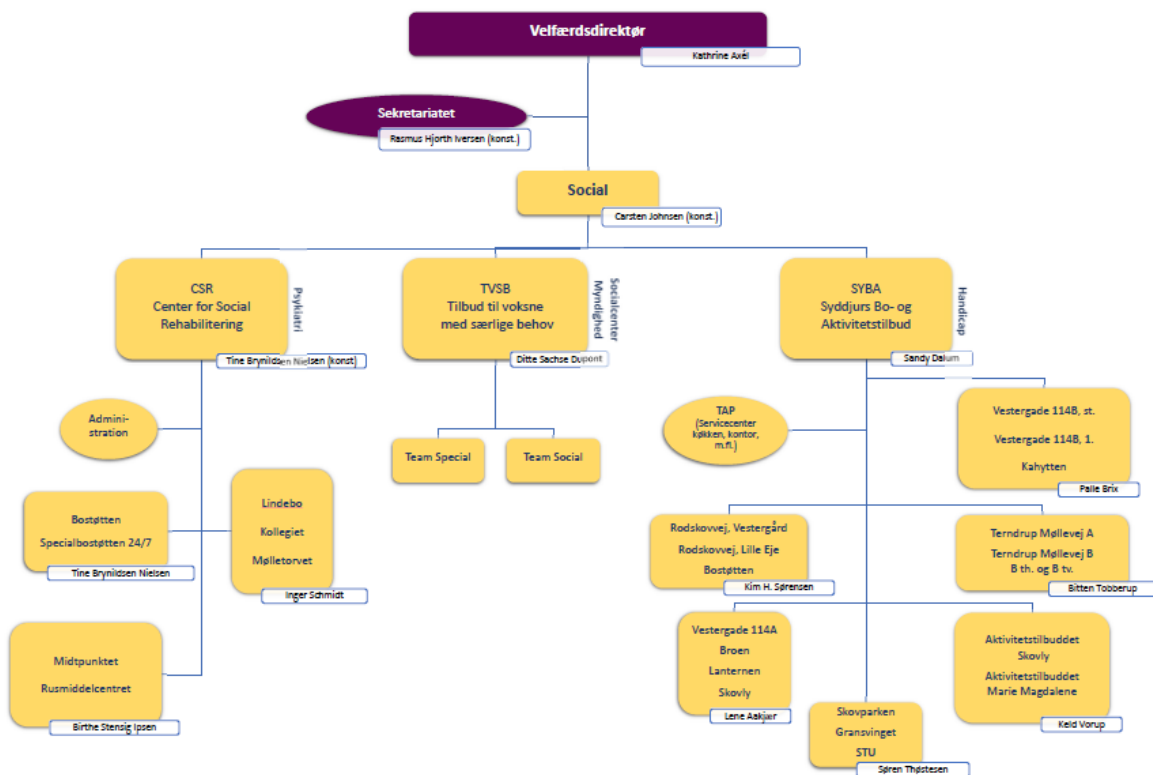 Velfærdsdirektør
Kathrine Axél
Sekretariatet
Rasmus Hjorth Iversen (konst.)
Social
Carsten Johnsen (konst.)
CSR
Center for Social
Rehabilitering
Psykiatri
Tine Brynildsen Nielsen (konst)
TVSB
Tilbud til voksne
med særlige behov
Socialcenter
Myndighed
Ditte Sachse Dupont
SYBA
Syddjurs Bo- og
Aktivitetstilbud
Handicap
Sandy Dalum
Admini-
stration
Bostøtten
Specialbostøtten 24/7
Tine Brynildsen Nielsen
Lindebo
Kollegiet
Mølletorvet
Inger Schmidt
Midtpunktet
Rusmiddelcentret
Birthe Stensig Ipsen
Team Special
Team Social
TAP
(Servicecenter
køkken, kontor,
m.fl.)
Vestergade 114B, st.
Vestergade 114B, 1.
Kahytten
Palle Brix
Rodskovvej, Vestergård
Rodskovvej, Lille Eje
Bostøtten
Kim H. Sørensen
Terndrup Møllevej A
Terndrup Møllevej B
B th. og B tv.
Bitten Tobberup
Vestergade 114A
Broen
Lanternen
Skovly
Lene Aakjær
Aktivitetstilbuddet
Skovly
Aktivitetstilbuddet
Marie Magdalene
Keld Vorup
Skovparken
Gransvinget
STU
Søren Thøstesen